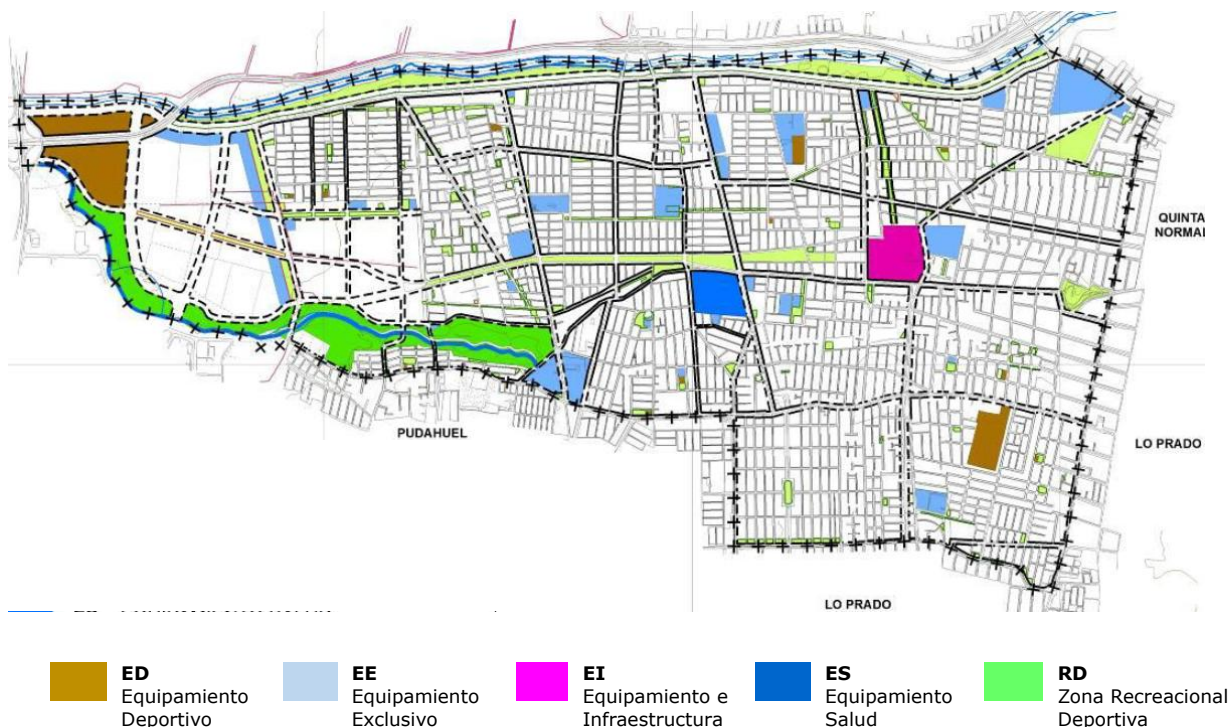 QUINTA
NORMAL
PUDAHUEL
LO PRADO
LO PRADO
ED
Equipamiento
Deportivo
EE
Equipamiento
Exclusivo
EI
Equipamiento e
Infraestructura
ES
Equipamiento
Salud
RD
Zona Recreacional
Deportiva